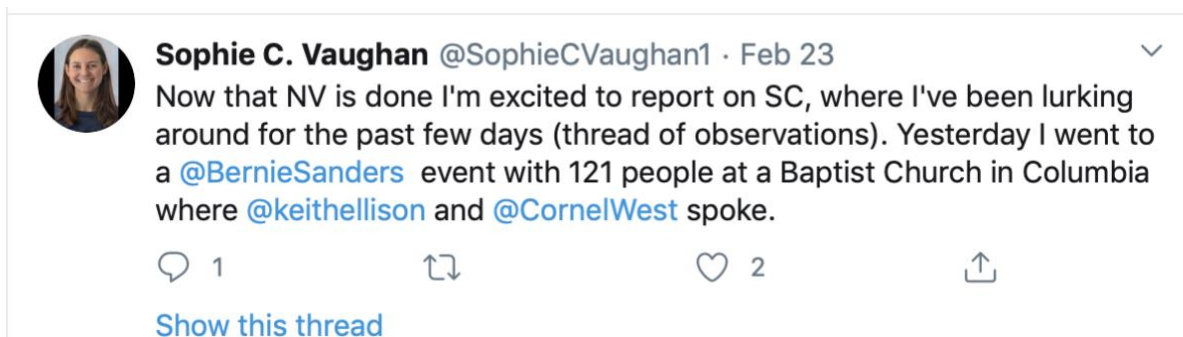 Sophie C. Vaughan @SophieCVaughan1 · Feb 23
Now that NV is done I'm excited to report on SC, where I've been lurking
around for the past few days (thread of observations). Yesterday I went to
a @BernieSanders event with 121 people at a Baptist Church in Columbia
where @keithellison and @CornelWest spoke.
1 2
Show this thread